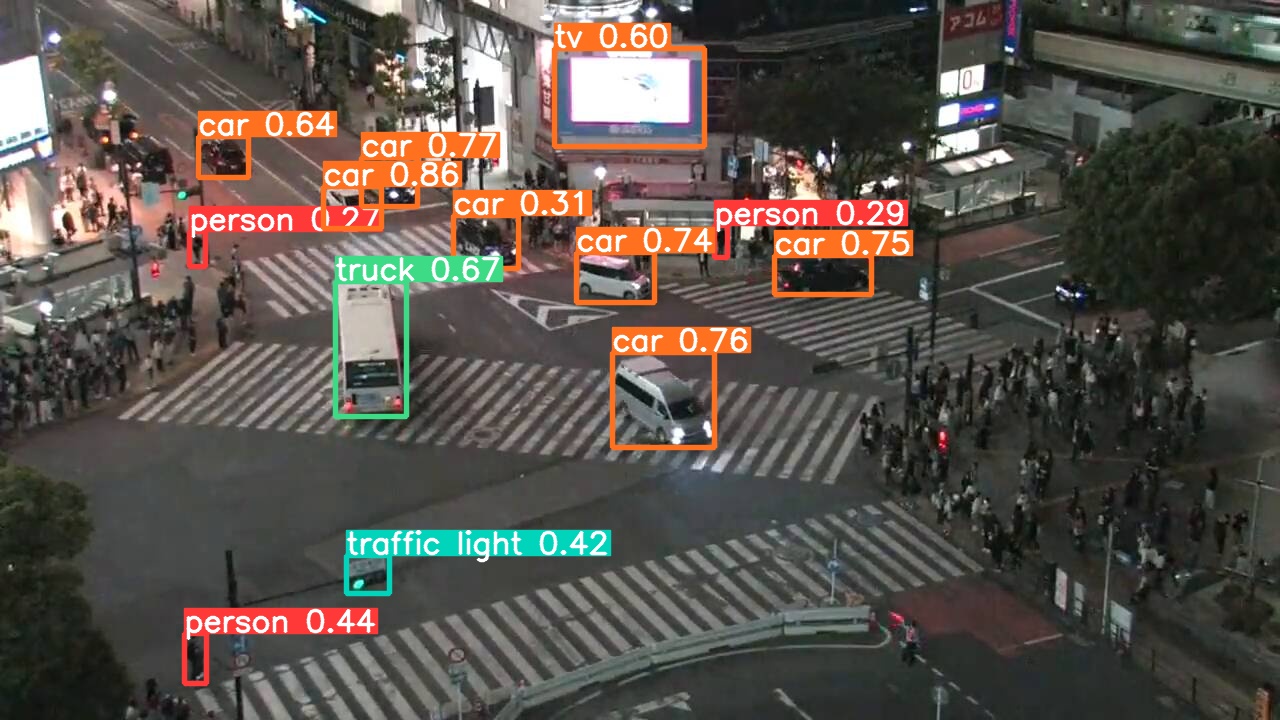 tv 0.60
アコム
car 0.64
car 0.77
car 0.86
car 0.31
person 0.27
person 0.29
car 0.74
car 0.75
truck 0.67
car 0.76
traffic light 0.42
person 0.44